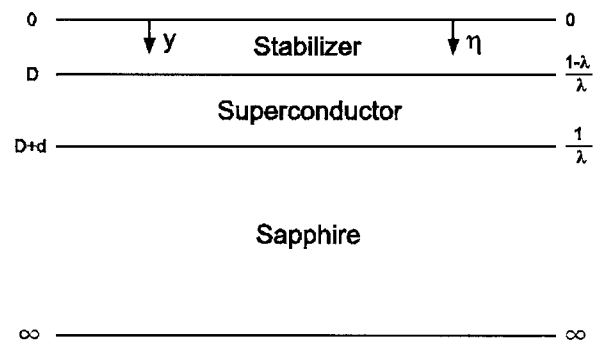 0 0
y Stabilizer η
D 1-λ/λ
Superconductor
D+d 1/λ
Sapphire
∞ ∞